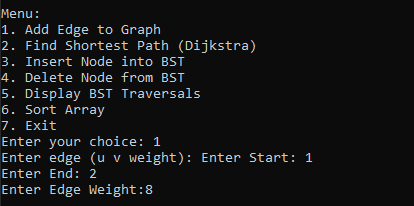 Menu:
1. Add Edge to Graph
2. Find Shortest Path (Dijkstra)
3. Insert Node into BST
4. Delete Node from BST
5. Display BST Traversals
6. Sort Array
7. Exit
Enter your choice: 1
Enter edge (u v weight): Enter Start: 1
Enter End: 2
Enter Edge Weight:8